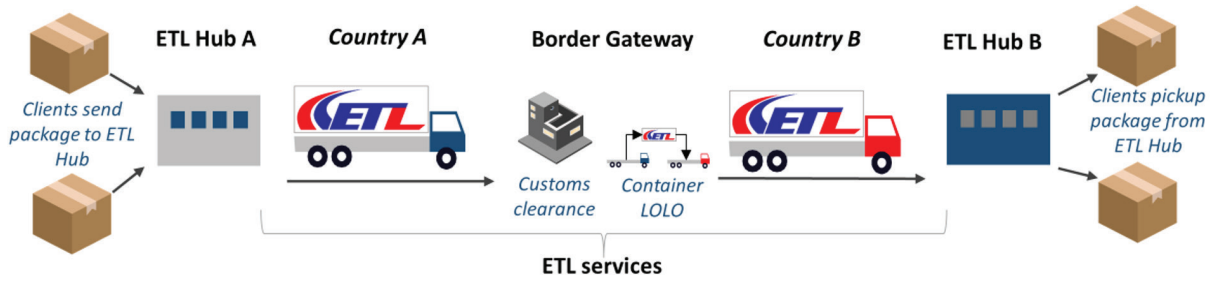 ETL Hub A
Country A
Border Gateway
Country B
ETL Hub B
Clients send
package to ETL
Hub
ETL
Customs
clearance
ETL
Container
LOLO
ETL
Clients pickup
package from
ETL Hub
ETL services